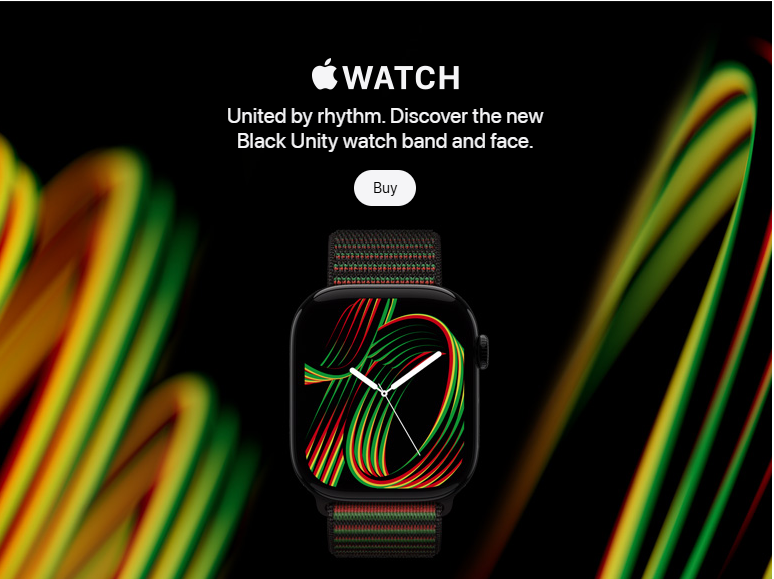 WATCH
United by rhythm. Discover the new
Black Unity watch band and face.
Buy